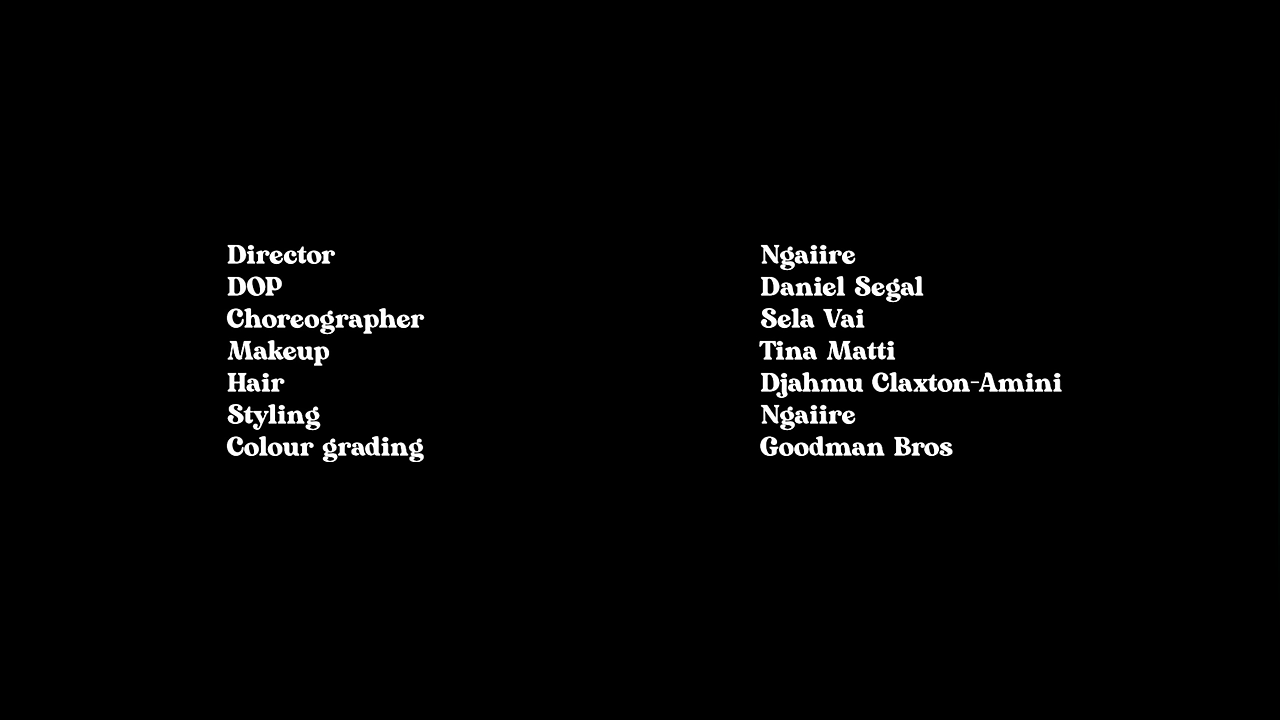 Director Ngaiire
DOP Daniel Segal
Choreographer Sela Vai
Makeup Tina Matti
Hair Djahmu Claxton-Amini
Styling Ngaiire
Colour grading Goodman Bros